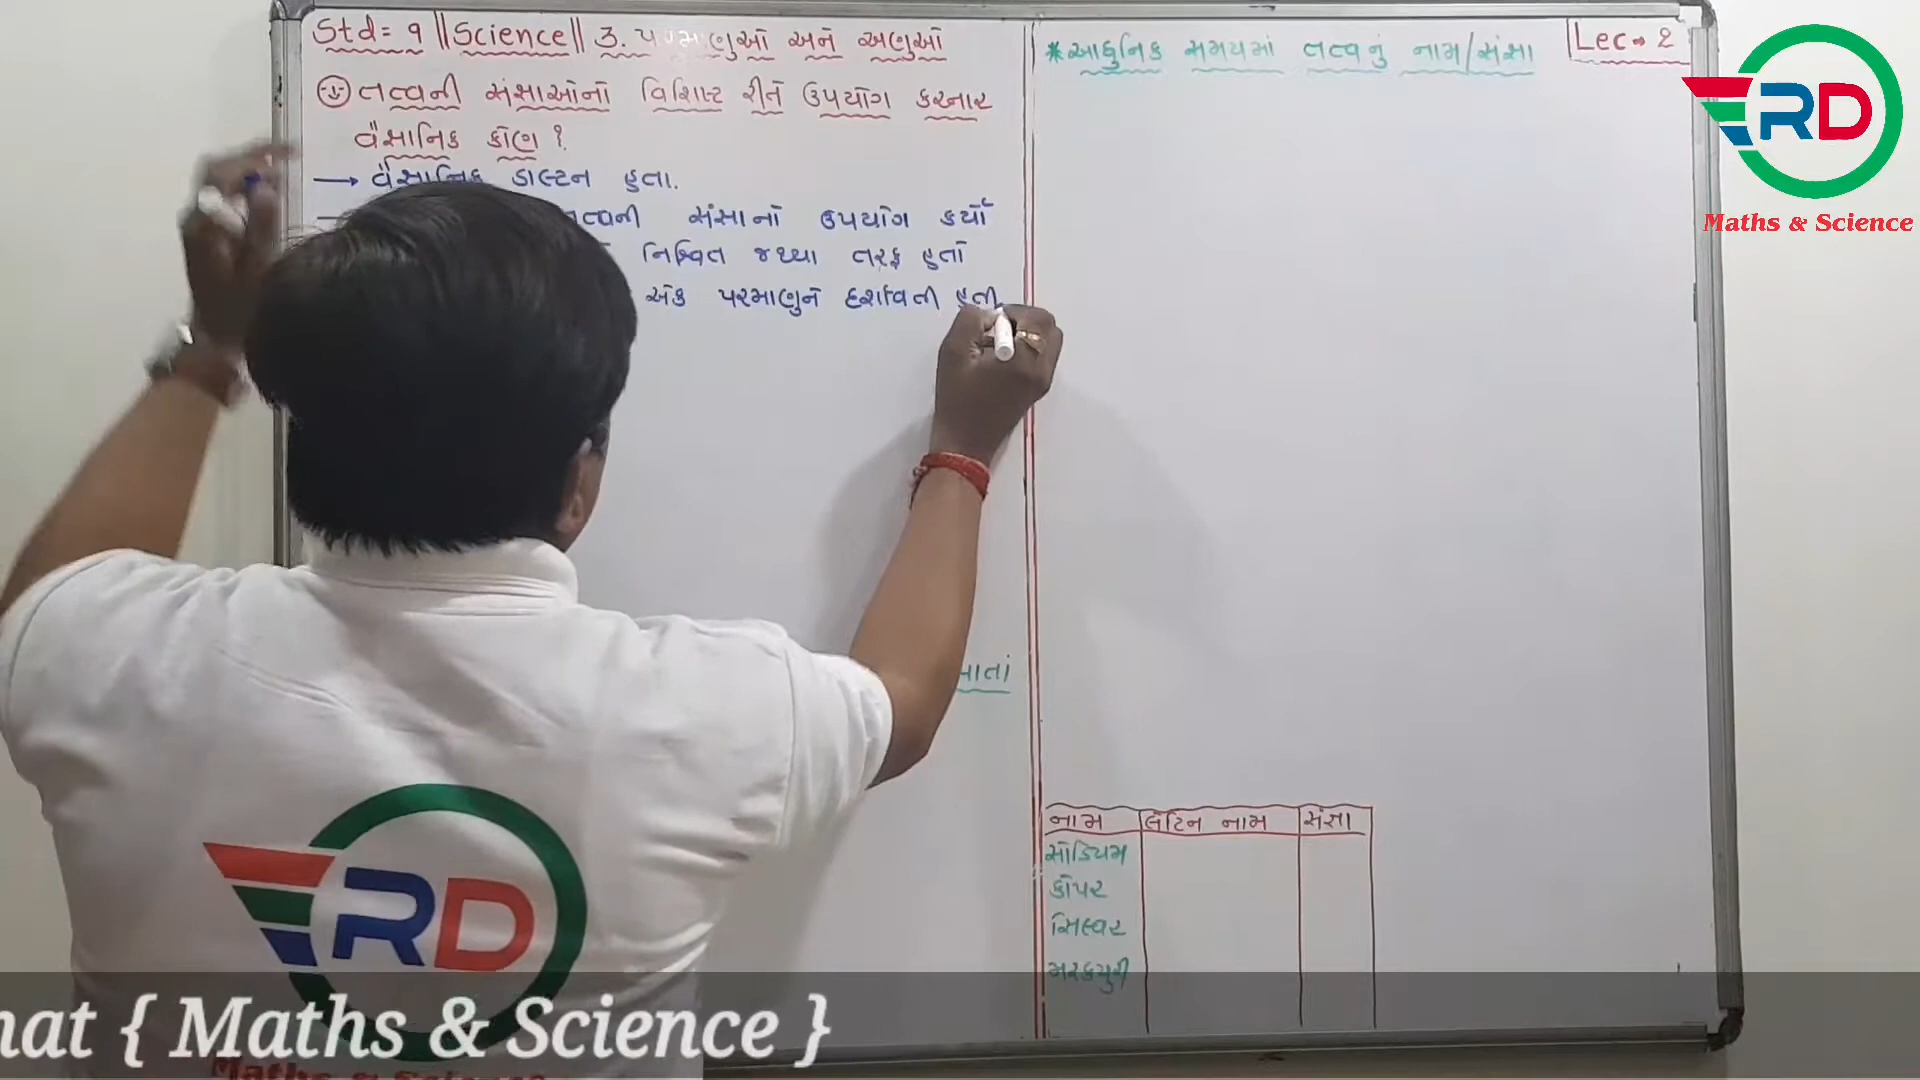 Std = ૧ || Science || 3. પરમાણુઓ અને અણુઓ
તત્વની સંજ્ઞાઓનો વિશિષ્ટ રીતે ઉપયોગ કરનાર
વૈજ્ઞાનિક કોણ ?
→ વૈજ્ઞાનિક ડાલ્ટન હતા.
તત્વની સંજ્ઞાનો ઉપયોગ કર્યો
નિશ્ચિત જથ્થા તરફ હતો
એક પરમાણુને દર્શાવતી હતી
* આધુનિક સમયમાં તત્વનું નામ/સંજ્ઞા
Lec → 2
RD
Maths & Science
નામ લેટિન નામ સંજ્ઞા
સોડિયમ
કોપર
સિલ્વર
મરક્યુરી
RD
{ Maths & Science }